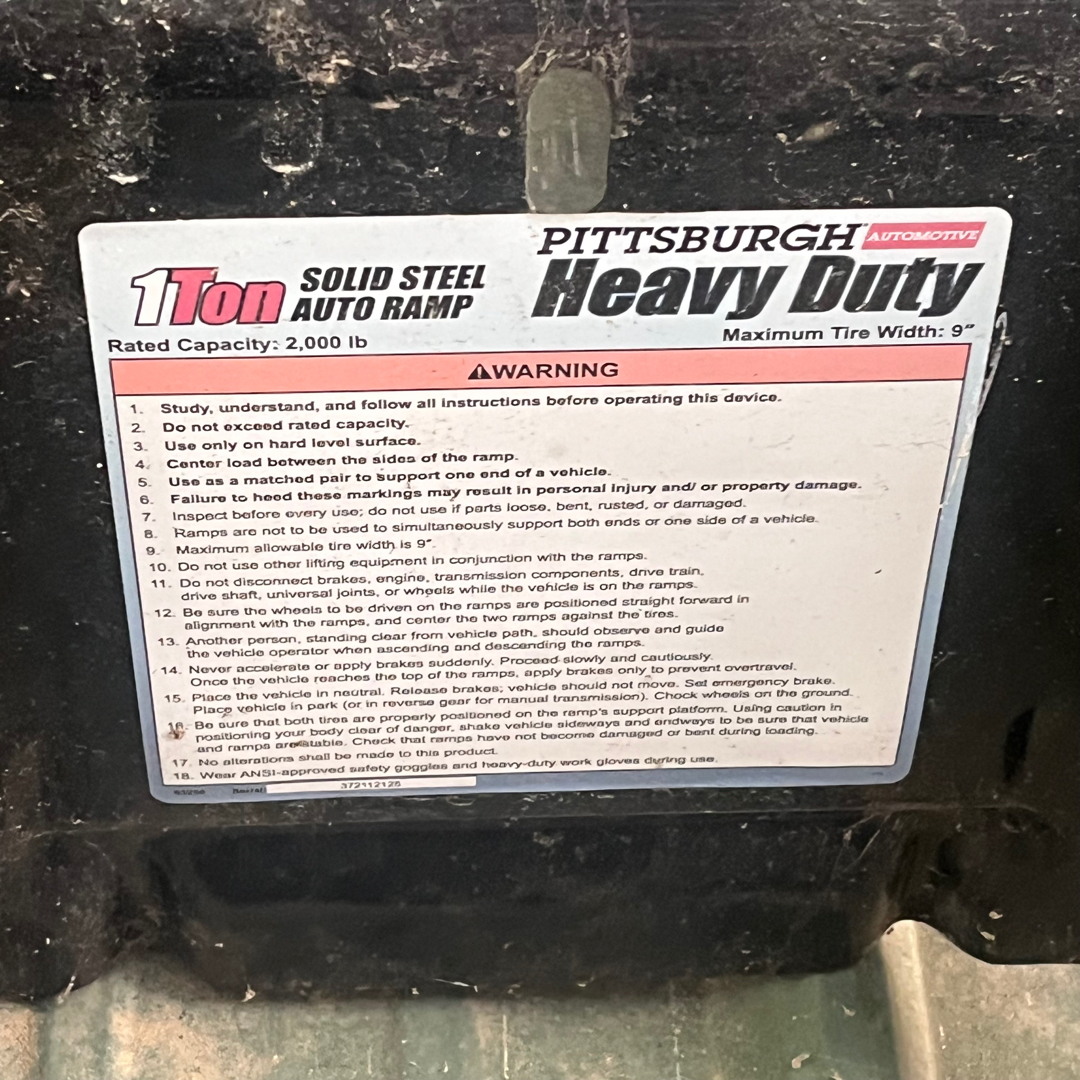 PITTSBURGH AUTOMOTIVE
1Ton SOLID STEEL AUTO RAMP
Heavy Duty
Rated Capacity: 2,000 lb
Maximum Tire Width: 9"
WARNING
1. Study, understand, and follow all instructions before operating this device.
2. Do not exceed rated capacity.
3. Use only on hard level surface.
4. Center load between the sides of the ramp.
5. Use as a matched pair to support one end of a vehicle.
6. Failure to heed these markings may result in personal injury and/ or property damage.
7. Inspect before every use; do not use if parts loose, bent, rusted, or damaged.
8. Ramps are not to be used to simultaneously support both ends or one side of a vehicle.
9. Maximum allowable tire width is 9".
10. Do not use other lifting equipment in conjunction with the ramps.
11. Do not disconnect brakes, engine, transmission components, drive train,
drive shaft, universal joints, or wheels while the vehicle is on the ramps.
12. Be sure the wheels to be driven on the ramps are positioned straight forward in
alignment with the ramps, and center the two ramps against the tires.
13. Another person, standing clear from vehicle path, should observe and guide
the vehicle operator when ascending and descending the ramps.
14. Never accelerate or apply brakes suddenly. Proceed slowly and cautiously.
Once the vehicle reaches the top of the ramps, apply brakes only to prevent overtravel.
15. Place the vehicle in neutral. Release brakes; vehicle should not move. Set emergency brake.
Place vehicle in park (or in reverse gear for manual transmission). Chock wheels on the ground.
16. Be sure that both tires are properly positioned on the ramp's support platform. Using caution in
positioning your body clear of danger, shake vehicle sideways and endways to be sure that vehicle
and ramps are stable. Check that ramps have not become damaged or bent during loading.
17. No alterations shall be made to this product.
18. Wear ANSI-approved safety goggles and heavy-duty work gloves during use.
Serial: 372112126